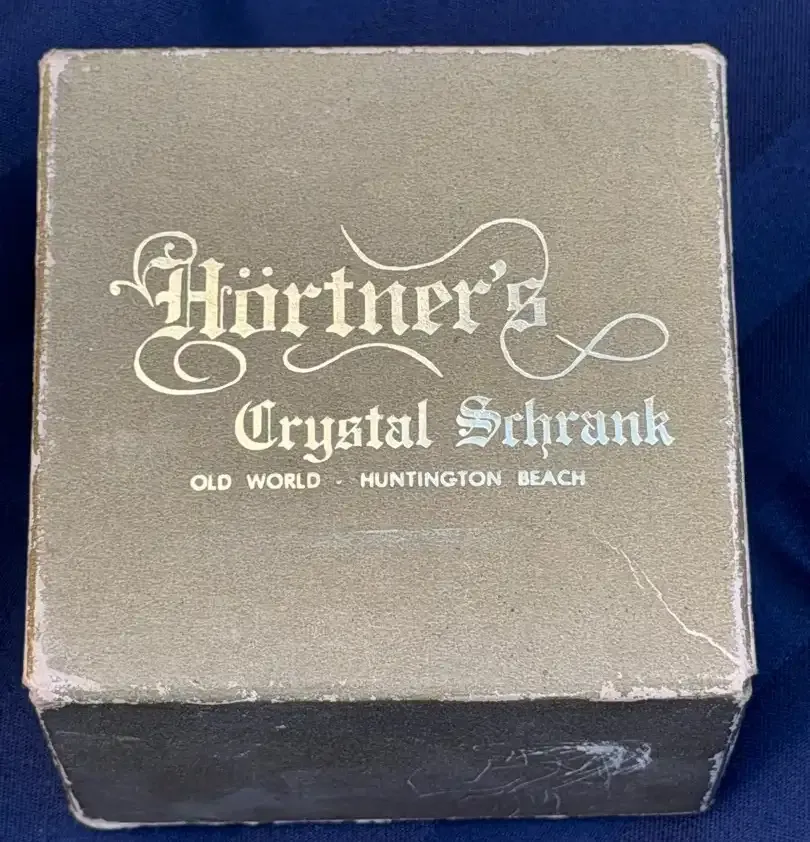 Hörtner's
Crystal Schrank
OLD WORLD - HUNTINGTON BEACH